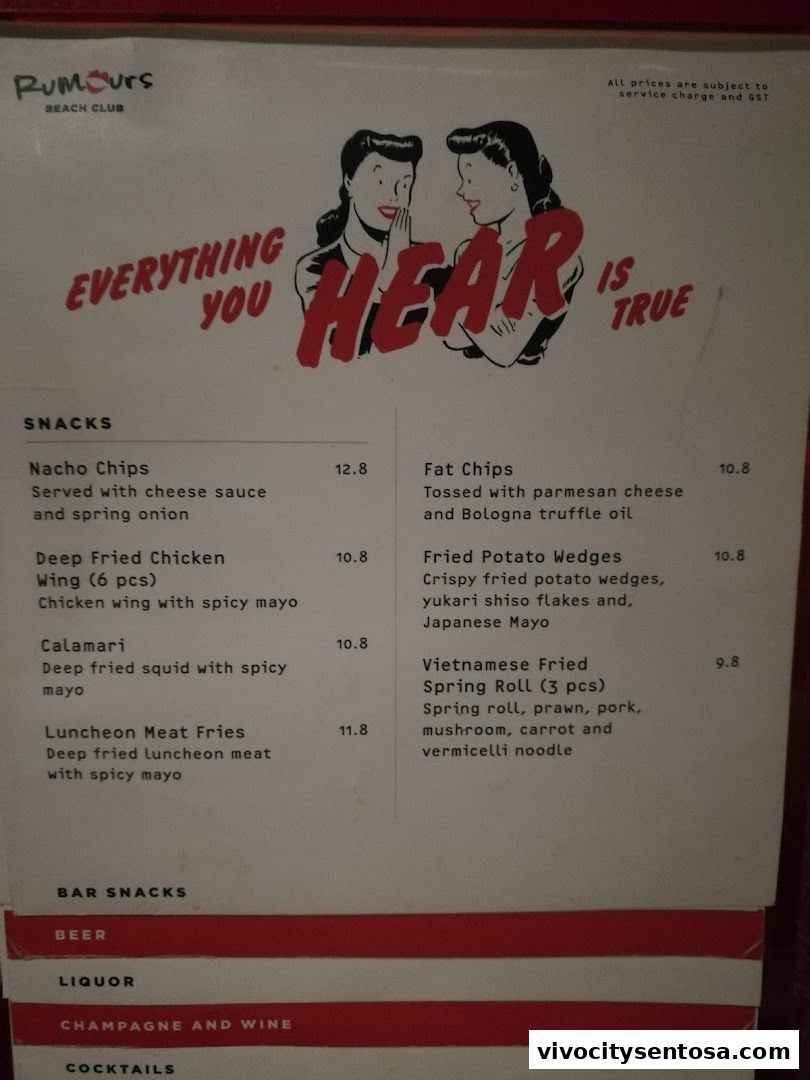 RUMOURS
BEACH CLUB
All prices are subject to
service charge and GST
EVERYTHING
YOU
HEAR
IS
TRUE
SNACKS
Nacho Chips 12.8
Served with cheese sauce
and spring onion
Deep Fried Chicken 10.8
Wing (6 pcs)
Chicken wing with spicy mayo
Calamari 10.8
Deep fried squid with spicy
mayo
Luncheon Meat Fries 11.8
Deep fried luncheon meat
with spicy mayo
Fat Chips 10.8
Tossed with parmesan cheese
and Bologna truffle oil
Fried Potato Wedges 10.8
Crispy fried potato wedges,
yukari shiso flakes and,
Japanese Mayo
Vietnamese Fried 9.8
Spring Roll (3 pcs)
Spring roll, prawn, pork,
mushroom, carrot and
vermicelli noodle
BAR SNACKS
BEER
LIQUOR
CHAMPAGNE AND WINE
COCKTAILS
vivocitysentosa.com